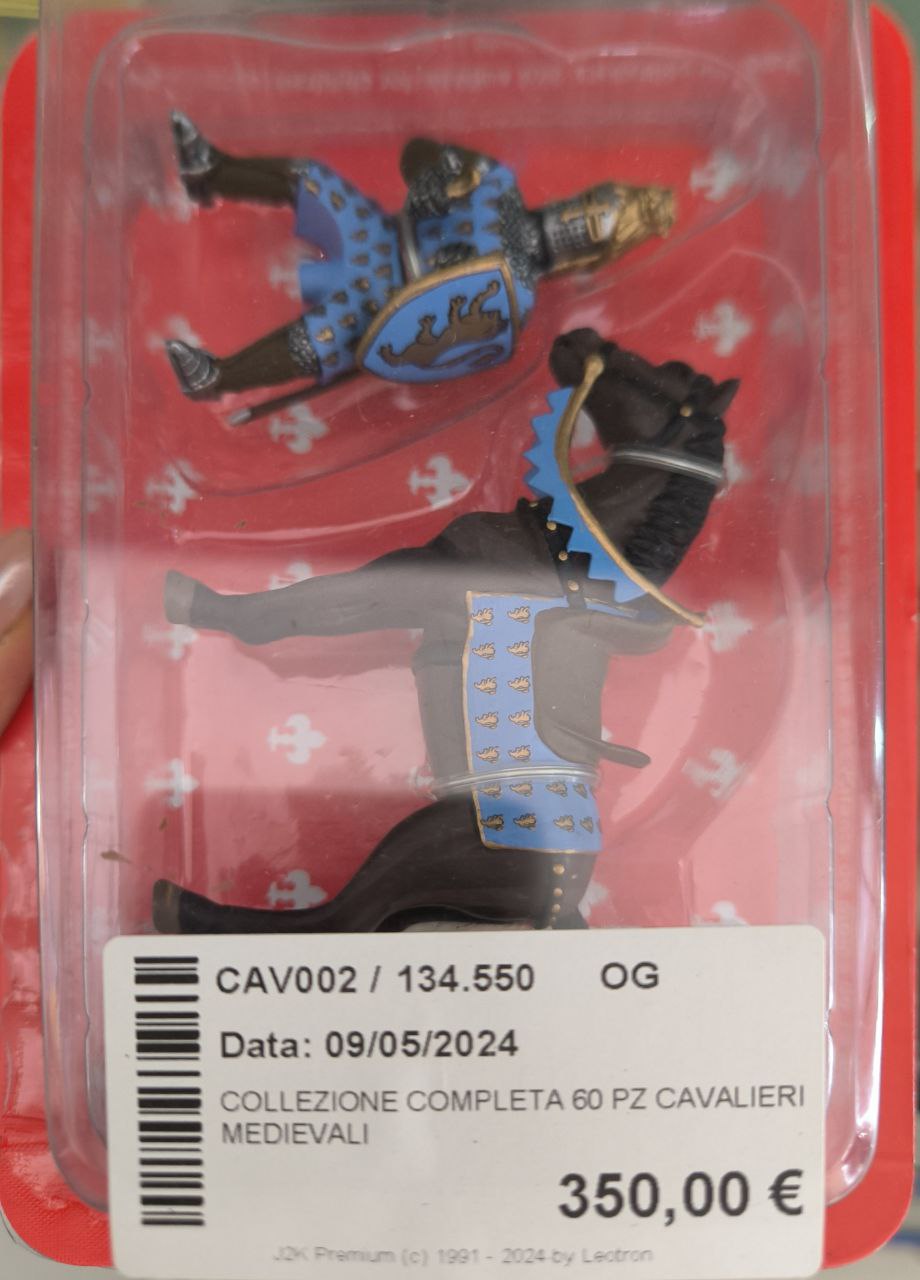 CAV002 / 134.550 OG
Data: 09/05/2024
COLLEZIONE COMPLETA 60 PZ CAVALIERI
MEDIEVALI
350,00 €
J2K Premium (c) 1991 - 2024 by Leotron